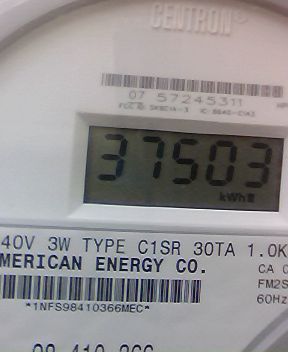 CENTRON®
07 57245311
37503
kWh
40V 3W TYPE C1SR 30TA 1.0K
MERICAN ENERGY CO.
CA
FM2S
60Hz
*1NFS98410366MEC*